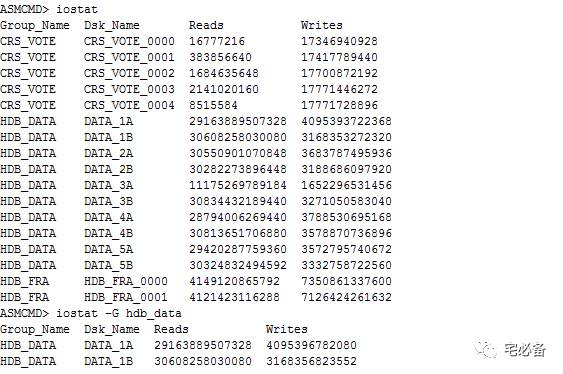 ASMCMD> iostat
Group_Name  Dsk_Name      Reads           Writes
CRS_VOTE    CRS_VOTE_0000  16777216        17346940928
CRS_VOTE    CRS_VOTE_0001  383856640       17417789440
CRS_VOTE    CRS_VOTE_0002  1684635648      17700872192
CRS_VOTE    CRS_VOTE_0003  2141020160      17771446272
CRS_VOTE    CRS_VOTE_0004  8515584         17771728896
HDB_DATA    DATA_1A        29163889507328  4095393722368
HDB_DATA    DATA_1B        30608258030080  3168353272320
HDB_DATA    DATA_2A        30550901070848  3683787495936
HDB_DATA    DATA_2B        30282273896448  3188686097920
HDB_DATA    DATA_3A        11175269789184  1652296531456
HDB_DATA    DATA_3B        30834432189440  3271050583040
HDB_DATA    DATA_4A        28794006269440  3788530695168
HDB_DATA    DATA_4B        30813651706880  3578870736896
HDB_DATA    DATA_5A        29420287759360  3572795740672
HDB_DATA    DATA_5B        30324832494592  3332758722560
HDB_FRA     HDB_FRA_0000   4149120865792   7350861337600
HDB_FRA     HDB_FRA_0001   4121423116288   7126424261632
ASMCMD> iostat -G hdb_data
Group_Name  Dsk_Name  Reads           Writes
HDB_DATA    DATA_1A   29163889507328  4095396782080
HDB_DATA    DATA_1B   30608258030080  3168356823552
宅必备